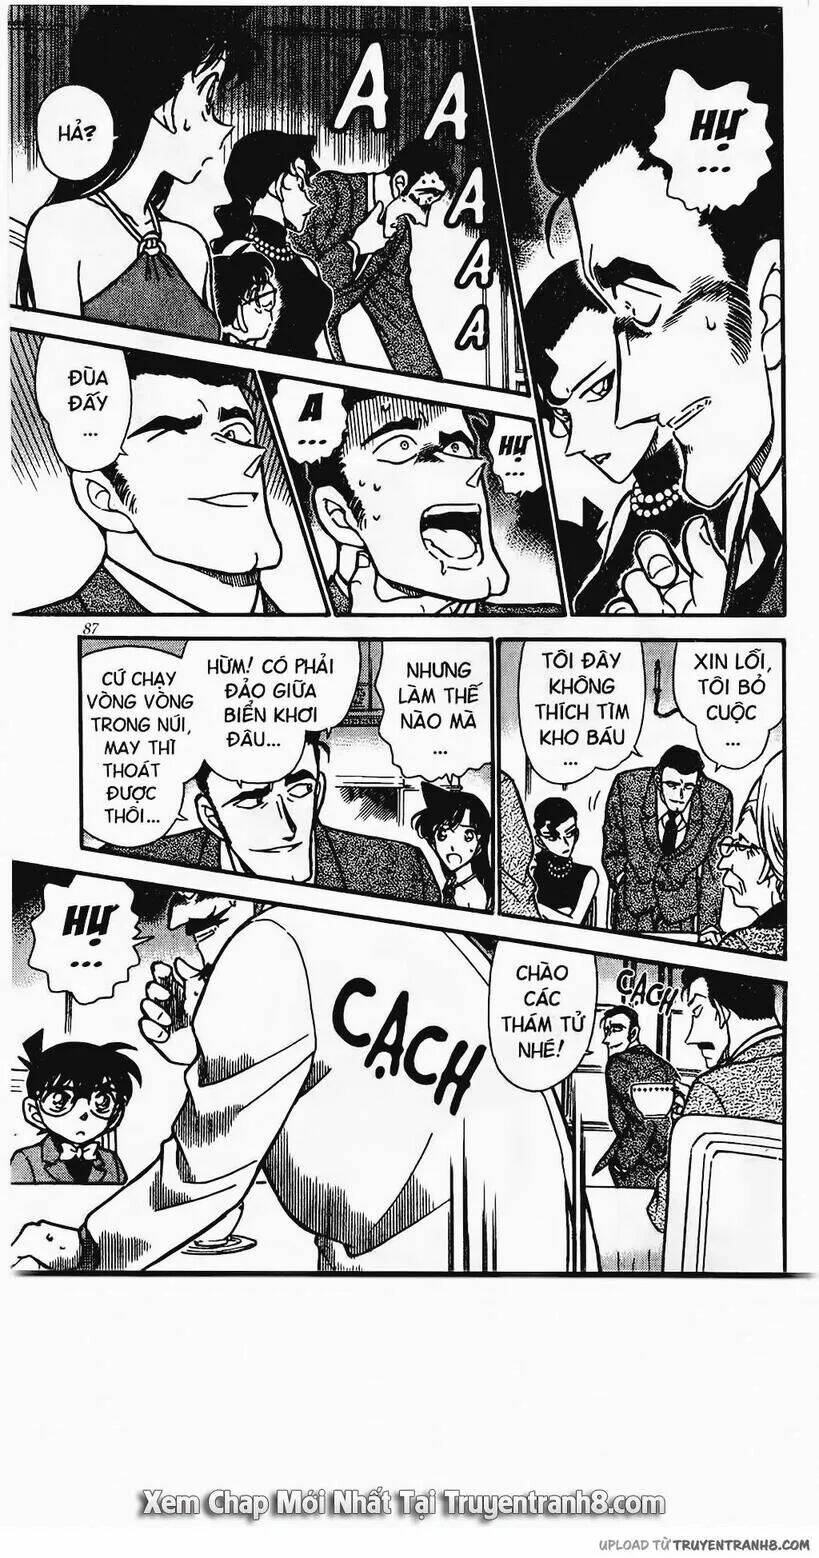 HỰ
...
A
A
A
A
A
HẢ?
HỰ
...
A
...
ĐÙA
ĐẤY
...
87
XIN LỖI,
TÔI BỎ
CUỘC
...
TÔI ĐÂY
KHÔNG
THÍCH TÌM
KHO BÁU
...
NHƯNG
LÀM THẾ
NÀO MÀ
...
HỪM! CÓ PHẢI
ĐẢO GIỮA
BIỂN KHƠI
ĐÂU...
CỨ CHẠY
VÒNG VÒNG
TRONG NÚI,
MAY THÌ
THOÁT
ĐƯỢC
THÔI...
CẠCH
CHÀO
CÁC
THÁM TỬ
NHÉ!
CẠCH
HỰ
...
Xem Chap Mới Nhất Tại Truyentranh8.com
UPLOAD TỪ TRUYENTRANH8.COM